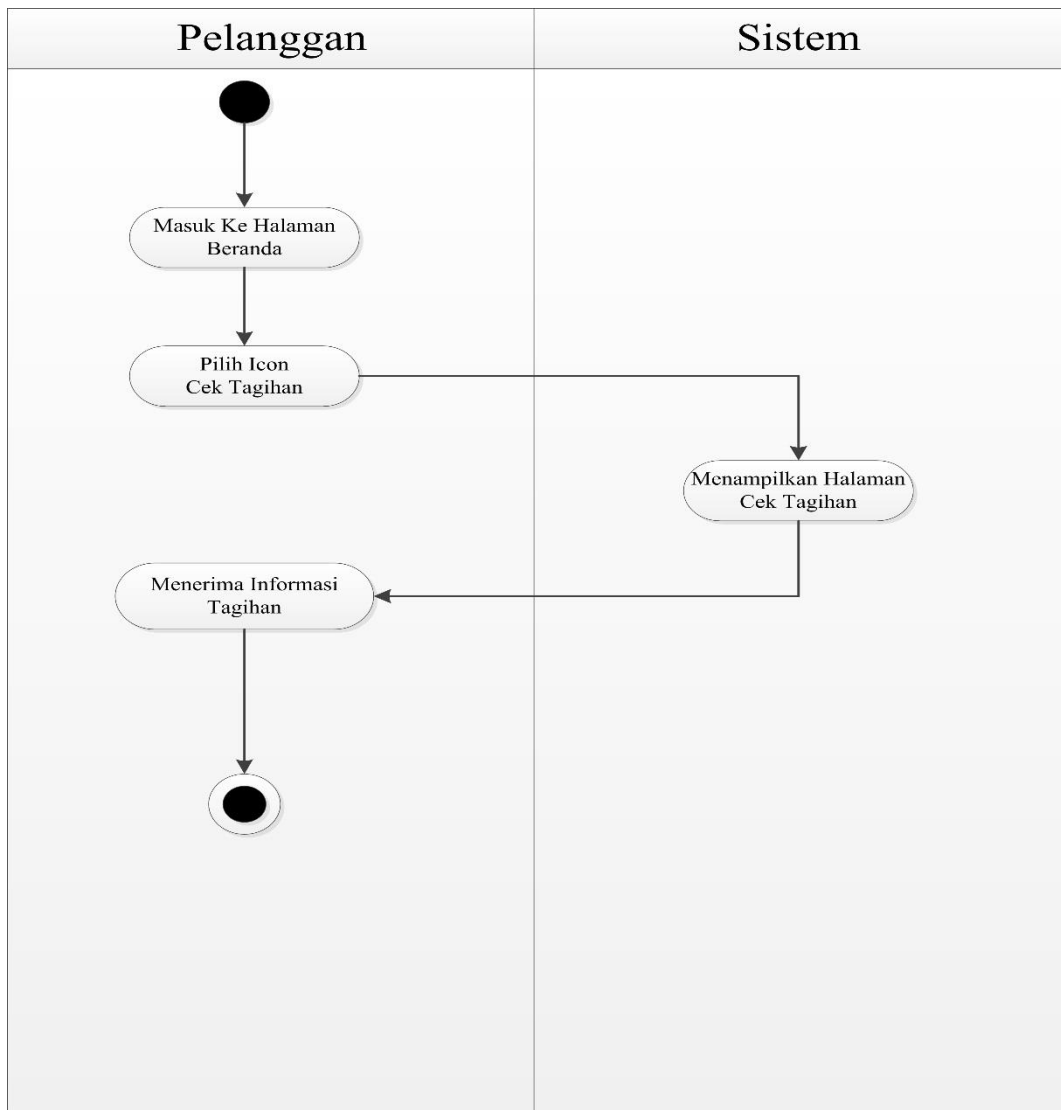 Pelanggan
Sistem
Masuk Ke Halaman
Beranda
Pilih Icon
Cek Tagihan
Menampilkan Halaman
Cek Tagihan
Menerima Informasi
Tagihan